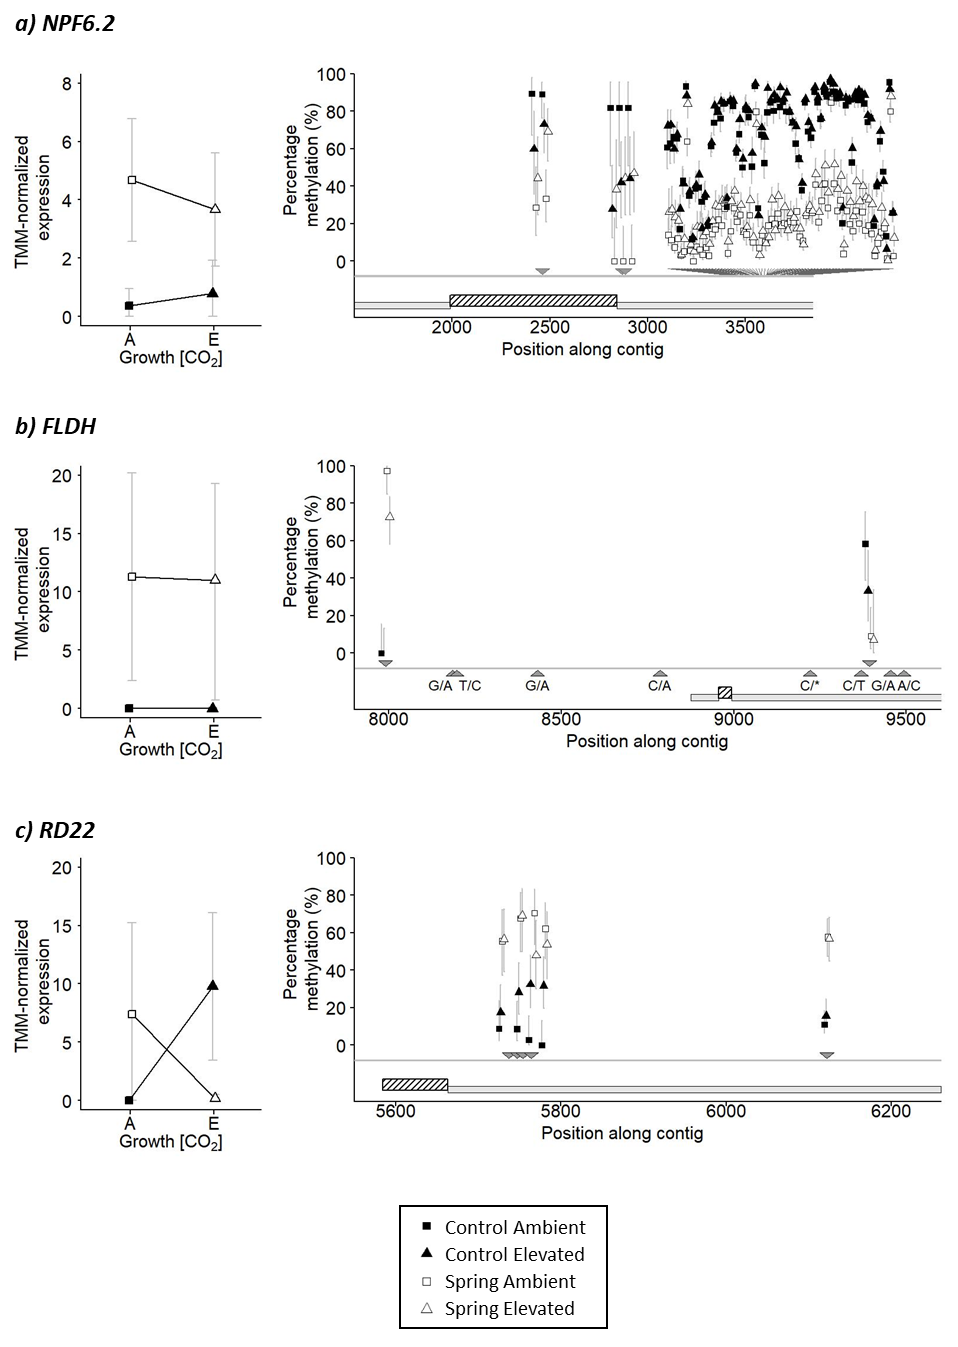 a) NPF6.2
TMM-normalized
expression
8
6
4
2
0
A E
Growth [CO2]
Percentage
methylation (%)
100
80
60
40
20
0
2000 2500 3000 3500
Position along contig
b) FLDH
TMM-normalized
expression
20
15
10
5
0
A E
Growth [CO2]
Percentage
methylation (%)
100
80
60
40
20
0
G/A T/C G/A C/A C/* C/T G/A A/C
8000 8500 9000 9500
Position along contig
c) RD22
TMM-normalized
expression
20
15
10
5
0
A E
Growth [CO2]
Percentage
methylation (%)
100
80
60
40
20
0
5600 5800 6000 6200
Position along contig
Control Ambient
Control Elevated
Spring Ambient
Spring Elevated